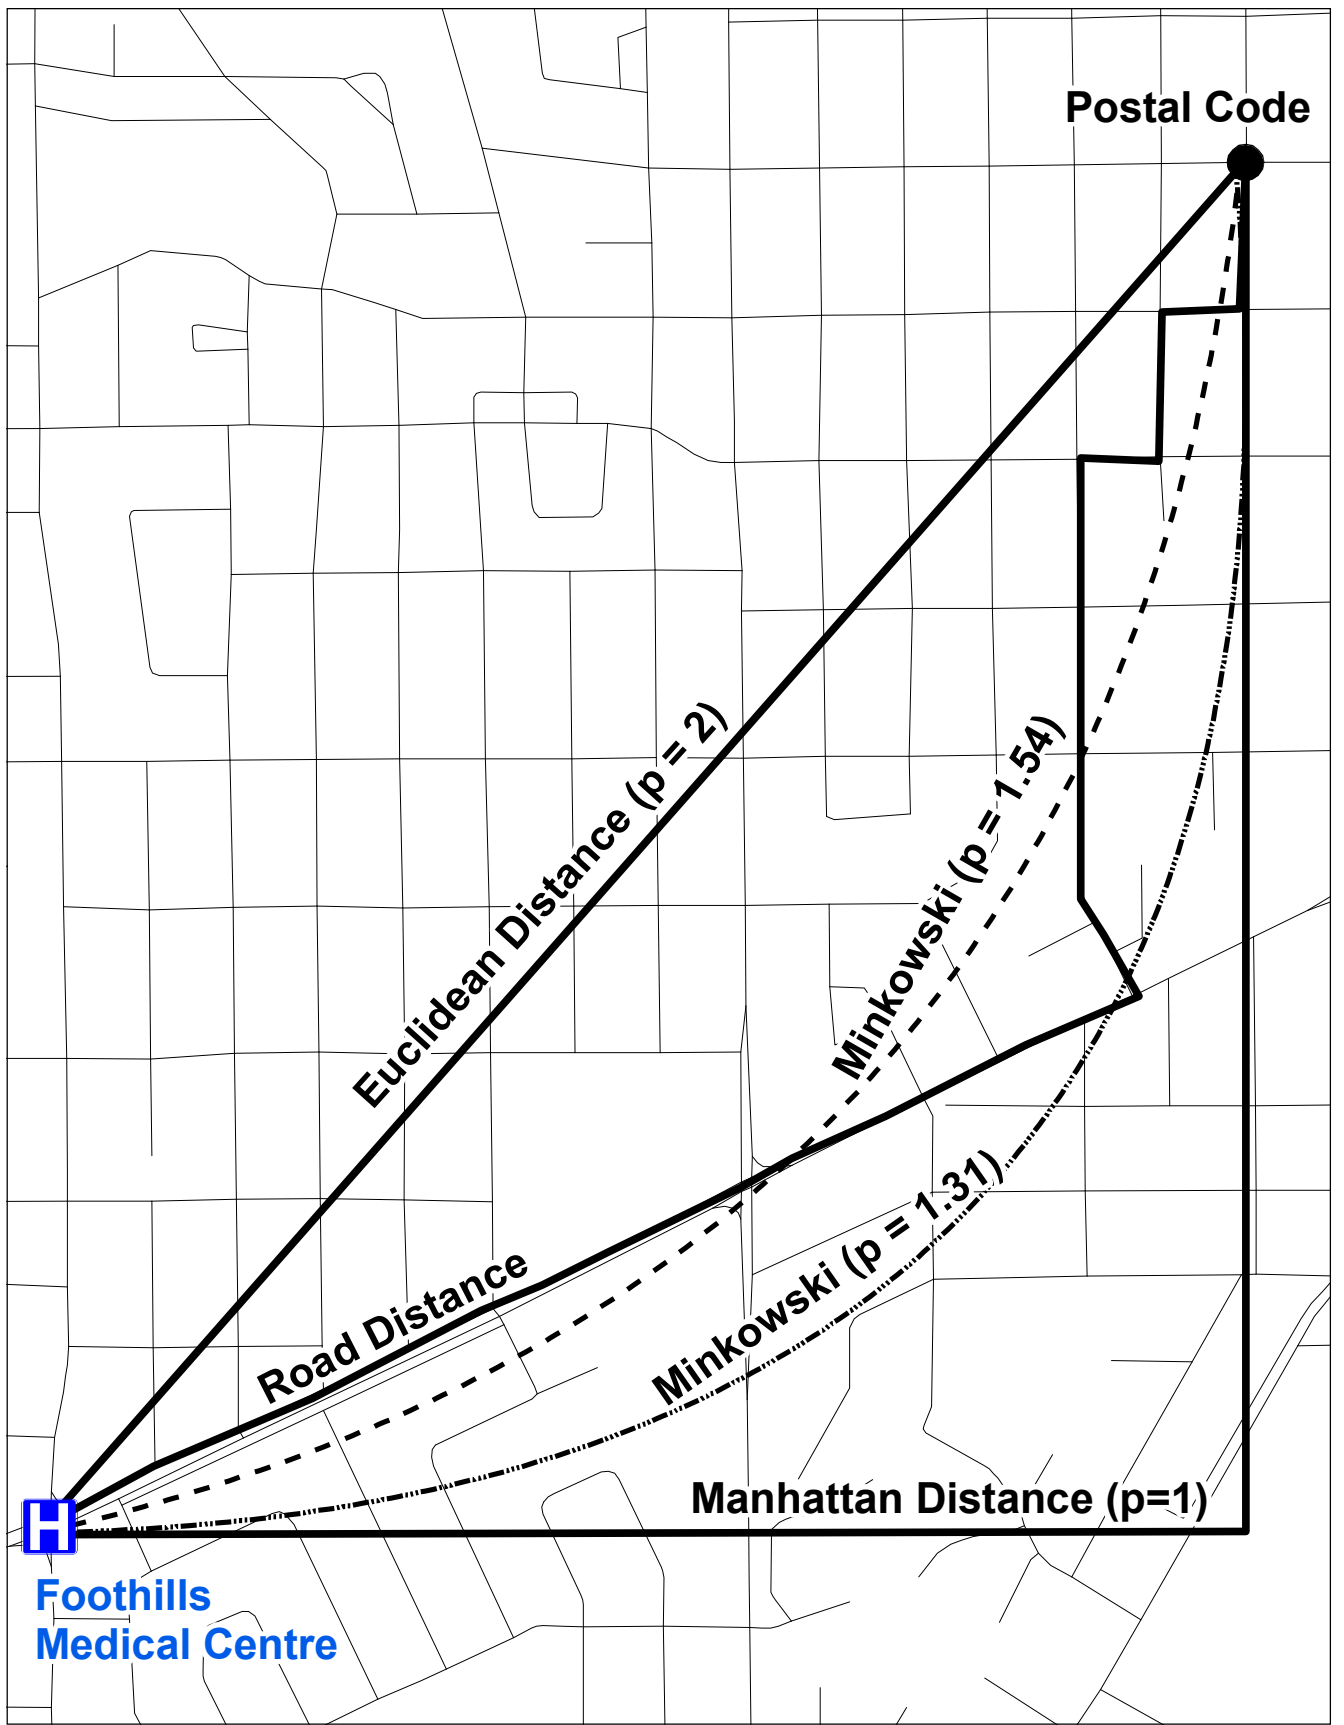 Postal Code
Euclidean Distance (p = 2)
Minkowski (p = 1.54)
Minkowski (p = 1.31)
Road Distance
Manhattan Distance (p=1)
H
Foothills
Medical Centre